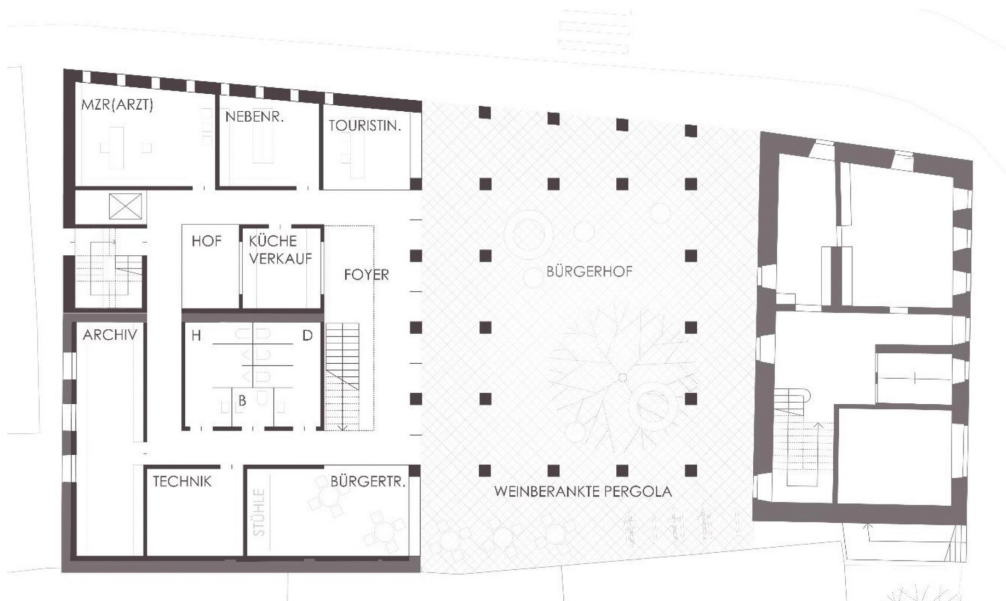 MZR(ARZT)
NEBENR.
TOURISTIN.
HOF
KÜCHE
VERKAUF
FOYER
BÜRGERHOF
ARCHIV
H
D
B
TECHNIK
STÜHLE
BÜRGERTR.
WEINBERANKTE PERGOLA